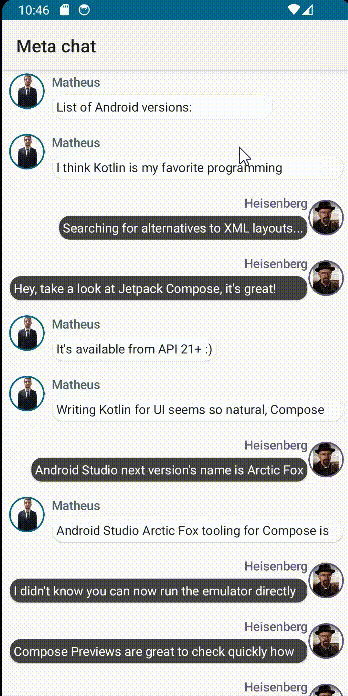 10:46
Meta chat
Matheus
List of Android versions:
Matheus
I think Kotlin is my favorite programming
Heisenberg
Searching for alternatives to XML layouts...
Heisenberg
Hey, take a look at Jetpack Compose, it's great!
Matheus
It's available from API 21+ :)
Matheus
Writing Kotlin for UI seems so natural, Compose
Heisenberg
Android Studio next version's name is Arctic Fox
Matheus
Android Studio Arctic Fox tooling for Compose is
Heisenberg
I didn't know you can now run the emulator directly
Heisenberg
Compose Previews are great to check quickly how
Heisenberg